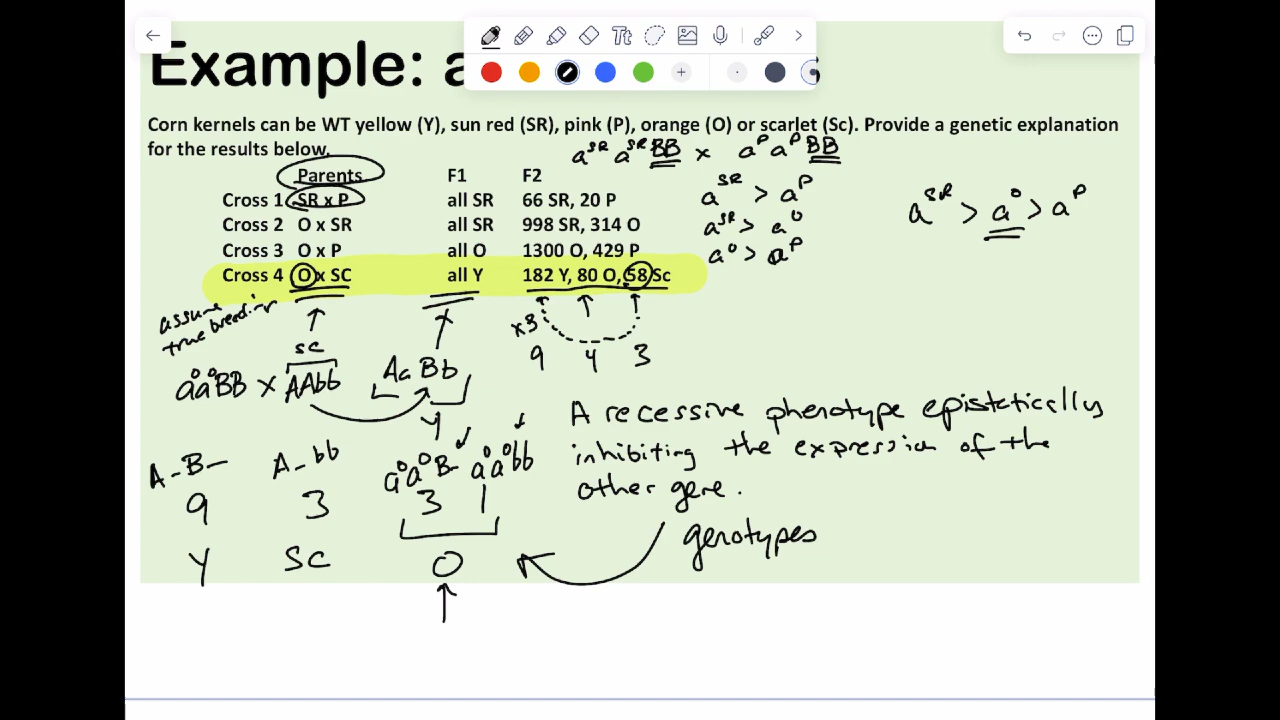 Example: a
Tt
Corn kernels can be WT yellow (Y), sun red (SR), pink (P), orange (O) or scarlet (Sc). Provide a genetic explanation
for the results below.
a^SR a^SR BB x a^P a^P BB
Parents F1 F2
Cross 1 SR x P all SR 66 SR, 20 P
Cross 2 O x SR all SR 998 SR, 314 O
Cross 3 O x P all O 1300 O, 429 P
Cross 4 O x SC all Y 182 Y, 80 O, 58 Sc
a^SR > a^P
a^SR > a^O
a^O > a^P
a^SR > a^O > a^P
assume
true breeding
x3
9 4 3
sc
a^O a^O BB x AAbb
Aa Bb
Y
A recessive phenotype epistatically
inhibiting the expression of the
other gene.
genotypes
A-B- A-bb a^O a^O B- a^O a^O bb
9 3 3 1
Y SC O